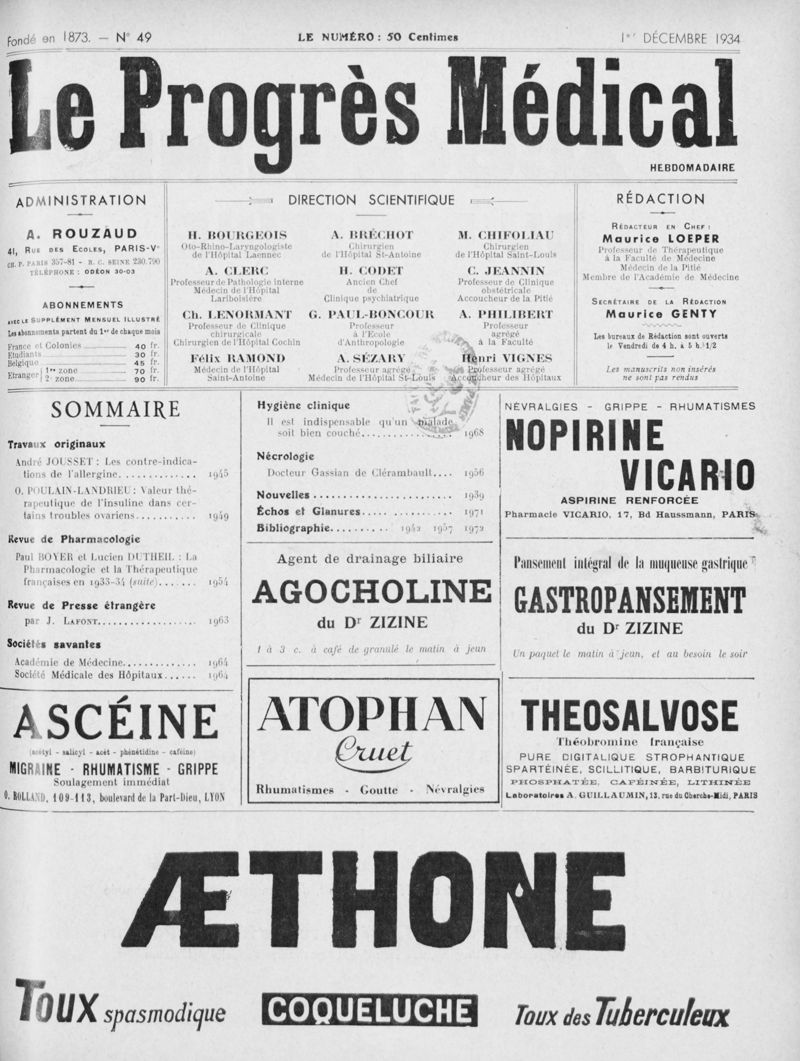 Fondé en 1873. — N° 49
LE NUMÉRO : 50 Centimes
1er DÉCEMBRE 1934
Le Progrès Médical
HEBDOMADAIRE
ADMINISTRATION
A. ROUZAUD
41, RUE DES ECOLES, PARIS-Ve
CH. P. PARIS 357-81 - R. C. SEINE 230.790
TÉLÉPHONE : ODÉON 30-03
ABONNEMENTS
AVEC LE SUPPLÉMENT MENSUEL ILLUSTRÉ
Les abonnements partent du 1er de chaque mois
France et Colonies 40 fr.
Etudiants 30 fr.
Belgique 45 fr.
Etranger 1re zone 70 fr.
2e zone 90 fr.
DIRECTION SCIENTIFIQUE
H. BOURGEOIS
Oto-Rhino-Laryngologiste
de l'Hôpital Laennec
A. CLERC
Professeur de Pathologie interne
Médecin de l'Hôpital
Lariboisière
Ch. LENORMANT
Professeur de Clinique
chirurgicale
Chirurgien de l'Hôpital Cochin
Félix RAMOND
Médecin de l'Hôpital
Saint-Antoine
A. BRÉCHOT
Chirurgien
de l'Hôpital St-Antoine
H. CODET
Ancien Chef
de
Clinique psychiatrique
G. PAUL-BONCOUR
Professeur
à l'Ecole
d'Anthropologie
A. SÉZARY
Professeur agrégé
Médecin de l'Hôpital St-Louis
M. CHIFOLIAU
Chirurgien
de l'Hôpital Saint-Louis
C. JEANNIN
Professeur de Clinique
obstétricale
Accoucheur de la Pitié
A. PHILIBERT
Professeur
agrégé
à la Faculté
Henri VIGNES
Professeur agrégé
Accoucheur des Hôpitaux
RÉDACTION
RÉDACTEUR EN CHEF :
Maurice LOEPER
Professeur de Thérapeutique
à la Faculté de Médecine
Médecin de la Pitié
Membre de l'Académie de Médecine
SECRÉTAIRE DE LA RÉDACTION
Maurice GENTY
Les bureaux de Rédaction sont ouverts
le Vendredi de 4 h. à 5 h. 1/2
Les manuscrits non insérés
ne sont pas rendus
SOMMAIRE
Travaux originaux
André JOUSSET : Les contre-indica-
tions de l'allergine.............. 1945
O. POULAIN-LANDRIEU : Valeur thé-
rapeutique de l'insuline dans cer-
tains troubles ovariens........... 1949
Revue de Pharmacologie
Paul BOYER et Lucien DUTHEIL : La
Pharmacologie et la Thérapeutique
françaises en 1933-34 (suite)....... 1954
Revue de Presse étrangère
par J. LAFONT.................. 1963
Sociétés savantes
Académie de Médecine............. 1964
Société Médicale des Hôpitaux...... 1964
Hygiène clinique
Il est indispensable qu'un malade
soit bien couché.................. 1968
Nécrologie
Docteur Gassian de Clérambault.... 1956
Nouvelles ........................ 1939
Échos et Glanures................. 1971
Bibliographie........... 1942 1957 1972
NÉVRALGIES - GRIPPE - RHUMATISMES
NOPIRINE
VICARIO
ASPIRINE RENFORCÉE
Pharmacie VICARIO, 17, Bd Haussmann, PARIS
Agent de drainage biliaire
AGOCHOLINE
du Dr ZIZINE
1 à 3 c. à café de granulé le matin à jeun
Pansement intégral de la muqueuse gastrique
GASTROPANSEMENT
du Dr ZIZINE
Un paquet le matin à jeun, et au besoin le soir
ASCÉINE
(acétyl - salicyl - acét - phénétidine - caféine)
MIGRAINE - RHUMATISME - GRIPPE
Soulagement immédiat
O. ROLLAND, 109-113, boulevard de la Part-Dieu, LYON
ATOPHAN
Cruet
Rhumatismes - Goutte - Névralgies
THEOSALVOSE
Théobromine française
PURE DIGITALIQUE STROPHANTIQUE
SPARTÉINÉE, SCILLITIQUE, BARBITURIQUE
PHOSPHATÉE, CAFÉINÉE, LITHINÉE
Laboratoires A. GUILLAUMIN, 13, rue du Cherche-Midi, PARIS
ÆTHONE
Toux spasmodique
COQUELUCHE
Toux des Tuberculeux